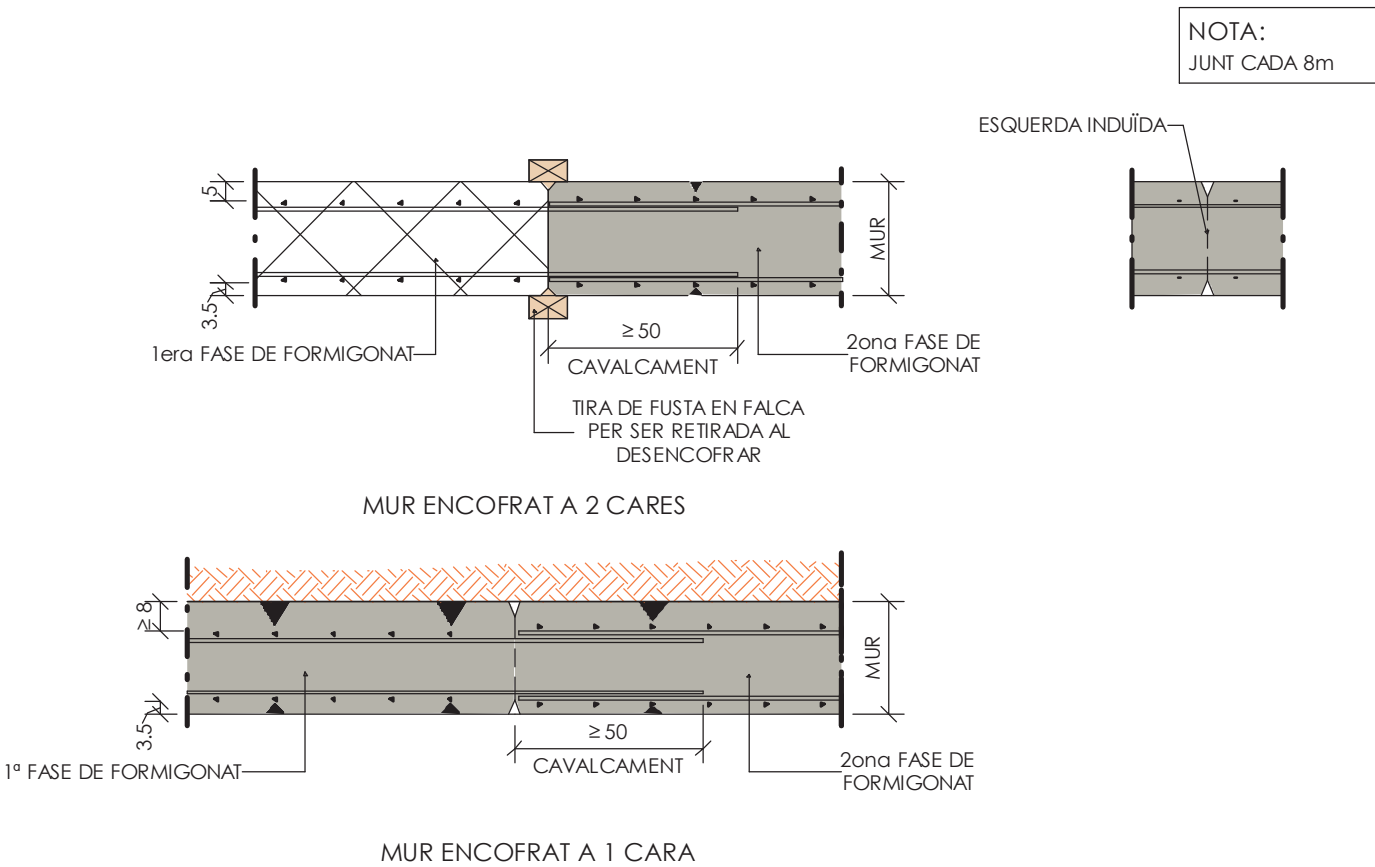 NOTA:
JUNT CADA 8m
ESQUERDA INDUÏDA
5
MUR
3.5
1era FASE DE FORMIGONAT
≥ 50
CAVALCAMENT
2ona FASE DE
FORMIGONAT
TIRA DE FUSTA EN FALCA
PER SER RETIRADA AL
DESENCOFRAR
MUR ENCOFRAT A 2 CARES
≥ 8
MUR
3.5
1ª FASE DE FORMIGONAT
≥ 50
CAVALCAMENT
2ona FASE DE
FORMIGONAT
MUR ENCOFRAT A 1 CARA